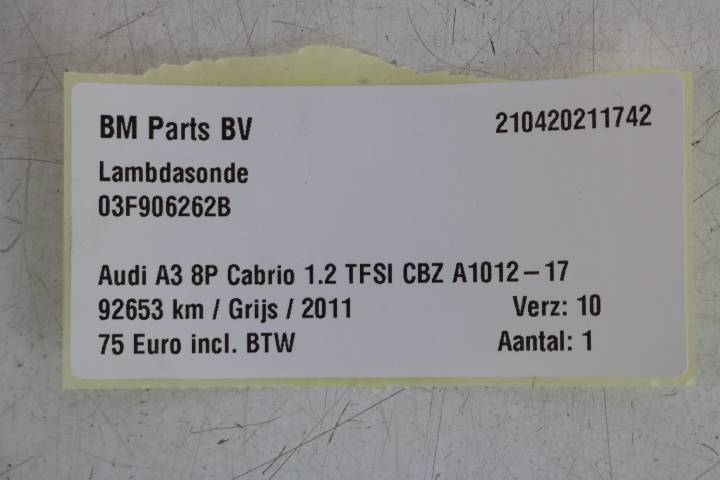 BM Parts BV 210420211742
Lambdasonde
03F906262B
Audi A3 8P Cabrio 1.2 TFSI CBZ A1012-17
92653 km / Grijs / 2011 Verz: 10
75 Euro incl. BTW Aantal: 1